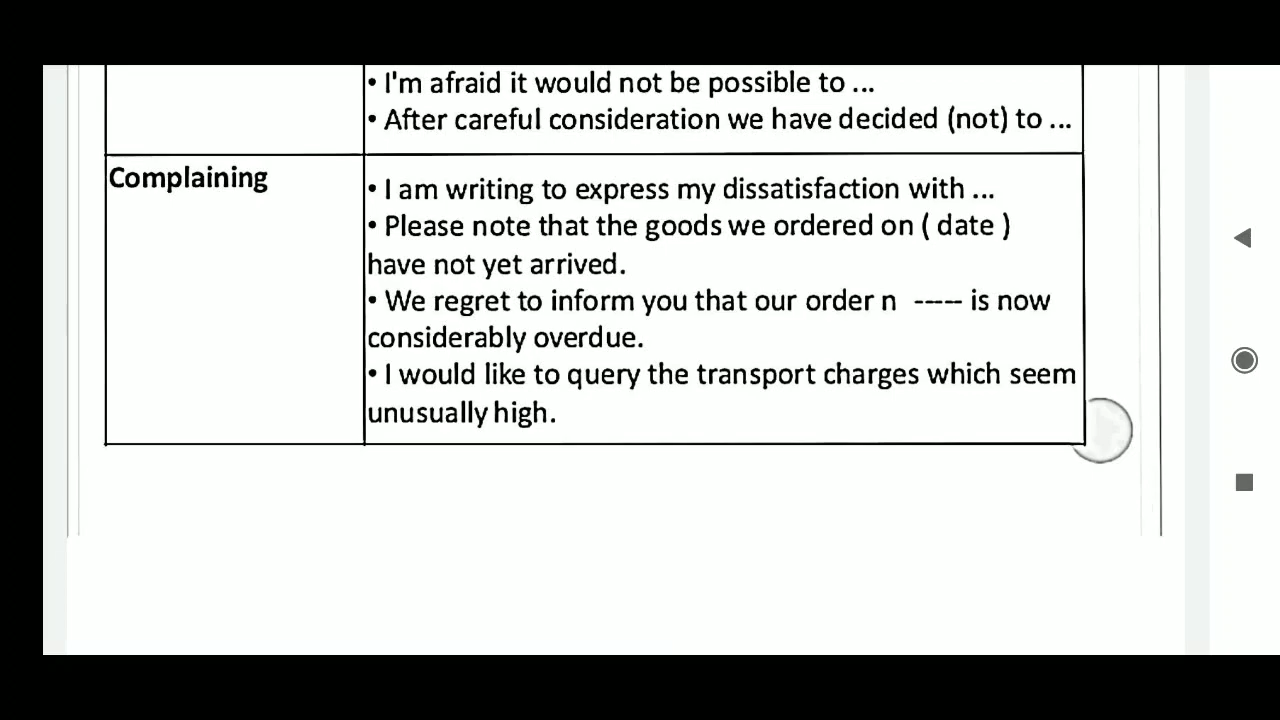 • I'm afraid it would not be possible to ...
• After careful consideration we have decided (not) to ...
Complaining
• I am writing to express my dissatisfaction with ...
• Please note that the goods we ordered on ( date )
have not yet arrived.
• We regret to inform you that our order n ----- is now
considerably overdue.
• I would like to query the transport charges which seem
unusually high.